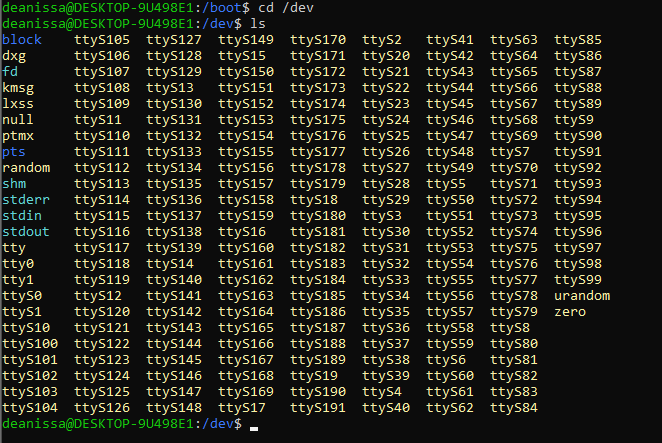 deanissa@DESKTOP-9U498E1:/boot$ cd /dev
deanissa@DESKTOP-9U498E1:/dev$ ls
block ttyS105 ttyS127 ttyS149 ttyS170 ttyS2 ttyS41 ttyS63 ttyS85
dxg ttyS106 ttyS128 ttyS15 ttyS171 ttyS20 ttyS42 ttyS64 ttyS86
fd ttyS107 ttyS129 ttyS150 ttyS172 ttyS21 ttyS43 ttyS65 ttyS87
kmsg ttyS108 ttyS13 ttyS151 ttyS173 ttyS22 ttyS44 ttyS66 ttyS88
lxss ttyS109 ttyS130 ttyS152 ttyS174 ttyS23 ttyS45 ttyS67 ttyS89
null ttyS11 ttyS131 ttyS153 ttyS175 ttyS24 ttyS46 ttyS68 ttyS9
ptmx ttyS110 ttyS132 ttyS154 ttyS176 ttyS25 ttyS47 ttyS69 ttyS90
pts ttyS111 ttyS133 ttyS155 ttyS177 ttyS26 ttyS48 ttyS7 ttyS91
random ttyS112 ttyS134 ttyS156 ttyS178 ttyS27 ttyS49 ttyS70 ttyS92
shm ttyS113 ttyS135 ttyS157 ttyS179 ttyS28 ttyS5 ttyS71 ttyS93
stderr ttyS114 ttyS136 ttyS158 ttyS18 ttyS29 ttyS50 ttyS72 ttyS94
stdin ttyS115 ttyS137 ttyS159 ttyS180 ttyS3 ttyS51 ttyS73 ttyS95
stdout ttyS116 ttyS138 ttyS16 ttyS181 ttyS30 ttyS52 ttyS74 ttyS96
tty ttyS117 ttyS139 ttyS160 ttyS182 ttyS31 ttyS53 ttyS75 ttyS97
tty0 ttyS118 ttyS14 ttyS161 ttyS183 ttyS32 ttyS54 ttyS76 ttyS98
tty1 ttyS119 ttyS140 ttyS162 ttyS184 ttyS33 ttyS55 ttyS77 ttyS99
ttyS0 ttyS12 ttyS141 ttyS163 ttyS185 ttyS34 ttyS56 ttyS78 urandom
ttyS1 ttyS120 ttyS142 ttyS164 ttyS186 ttyS35 ttyS57 ttyS79 zero
ttyS10 ttyS121 ttyS143 ttyS165 ttyS187 ttyS36 ttyS58 ttyS8
ttyS100 ttyS122 ttyS144 ttyS166 ttyS188 ttyS37 ttyS59 ttyS80
ttyS101 ttyS123 ttyS145 ttyS167 ttyS189 ttyS38 ttyS6 ttyS81
ttyS102 ttyS124 ttyS146 ttyS168 ttyS19 ttyS39 ttyS60 ttyS82
ttyS103 ttyS125 ttyS147 ttyS169 ttyS190 ttyS4 ttyS61 ttyS83
ttyS104 ttyS126 ttyS148 ttyS17 ttyS191 ttyS40 ttyS62 ttyS84
deanissa@DESKTOP-9U498E1:/dev$